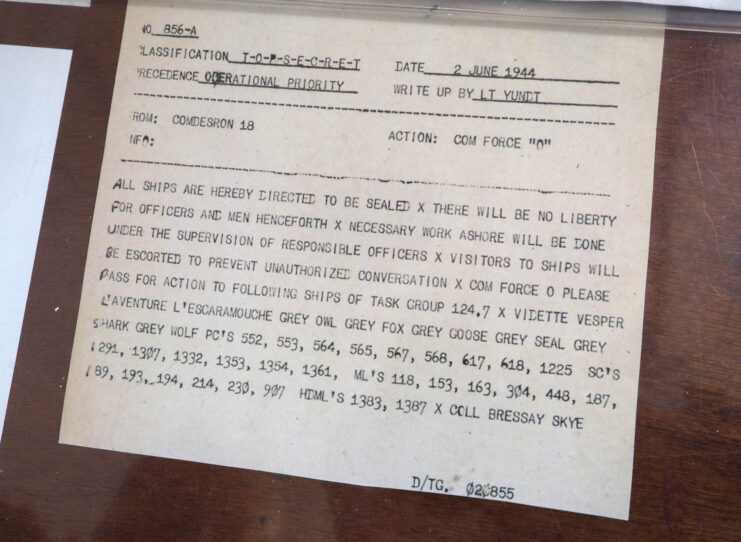 NO 856-A
CLASSIFICATION T-O-P-S-E-C-R-E-T DATE 2 JUNE 1944
PRECEDENCE OPERATIONAL PRIORITY WRITE UP BY LT YUNDT
FROM: COMDESRON 18 ACTION: COM FORCE "O"
INFO:
ALL SHIPS ARE HEREBY DIRECTED TO BE SEALED X THERE WILL BE NO LIBERTY
FOR OFFICERS AND MEN HENCEFORTH X NECESSARY WORK ASHORE WILL BE DONE
UNDER THE SUPERVISION OF RESPONSIBLE OFFICERS X VISITORS TO SHIPS WILL
BE ESCORTED TO PREVENT UNAUTHORIZED CONVERSATION X COM FORCE O PLEASE
PASS FOR ACTION TO FOLLOWING SHIPS OF TASK GROUP 124.7 X VIDETTE VESPER
L'AVENTURE L'ESCARAMOUCHE GREY OWL GREY FOX GREY GOOSE GREY SEAL GREY
SHARK GREY WOLF PC'S 552, 553, 564, 565, 567, 568, 617, 618, 1225 SC'S
1291, 1307, 1332, 1353, 1354, 1361, ML'S 118, 153, 163, 304, 448, 187,
189, 193, 194, 214, 230, 907 HDML'S 1383, 1387 X COLL BRESSAY SKYE
D/TG.